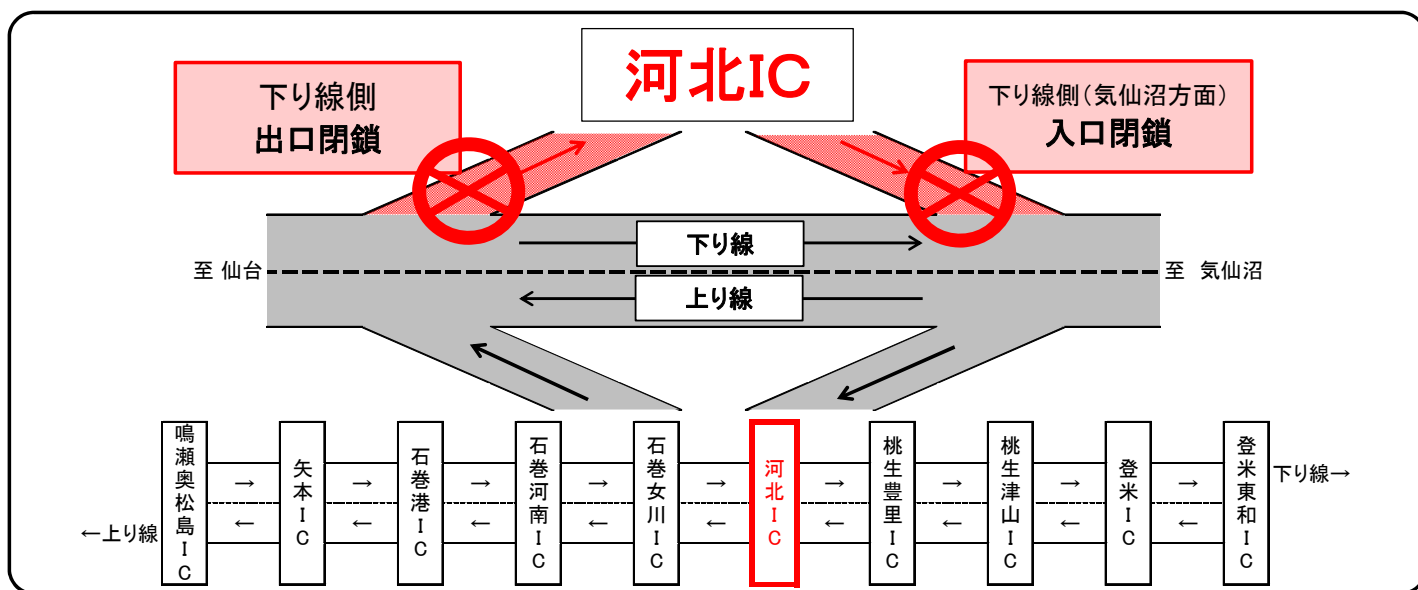 河北IC
下り線側
出口閉鎖
下り線側（気仙沼方面）
入口閉鎖
下り線
至 仙台
至 気仙沼
上り線
鳴瀬奥松島IC
矢本IC
石巻港IC
石巻河南IC
石巻女川IC
河北IC
桃生豊里IC
桃生津山IC
登米IC
登米東和IC
下り線→
←上り線